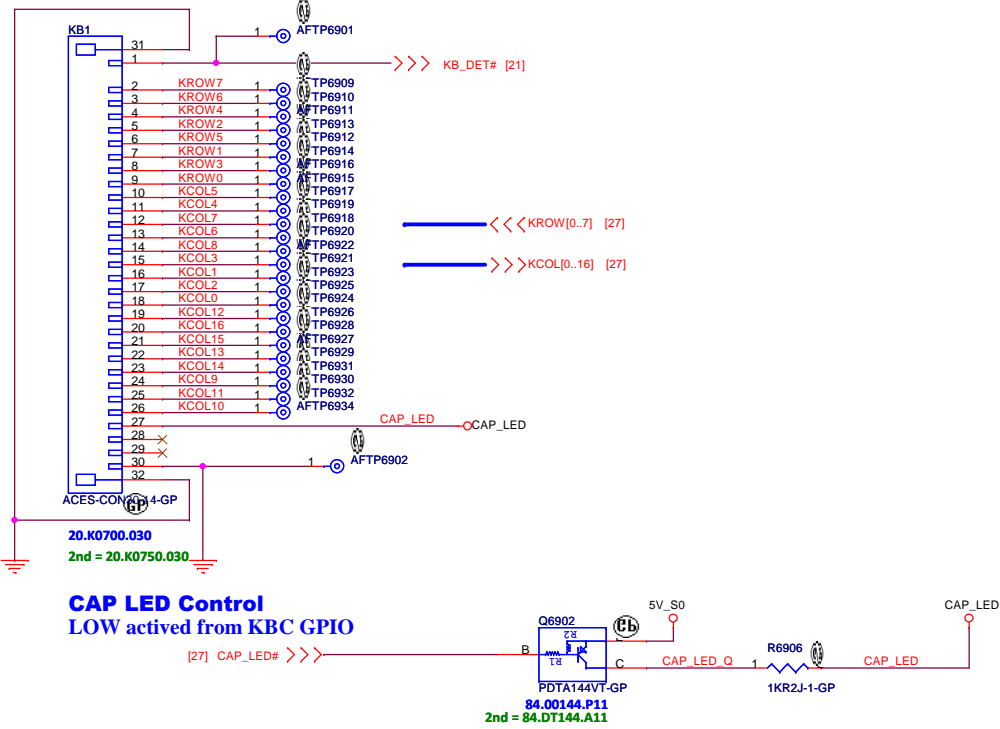 KB1
31
1
1 AFTP6901
KB_DET# [21]
2 KROW7 1 TP6909
3 KROW6 1 TP6910
4 KROW4 1 AFTP6911
5 KROW2 1 TP6913
6 KROW5 1 TP6912
7 KROW1 1 TP6914
8 KROW3 1 AFTP6916
9 KROW0 1 AFTP6915
10 KCOL5 1 TP6917
11 KCOL4 1 TP6919
12 KCOL7 1 TP6918
13 KCOL6 1 TP6920
14 KCOL8 1 AFTP6922
15 KCOL3 1 TP6921
16 KCOL1 1 TP6923
17 KCOL2 1 TP6925
18 KCOL0 1 TP6924
19 KCOL12 1 TP6926
20 KCOL16 1 TP6928
21 KCOL15 1 AFTP6927
22 KCOL13 1 TP6929
23 KCOL14 1 TP6931
24 KCOL9 1 TP6930
25 KCOL11 1 TP6932
26 KCOL10 1 AFTP6934
KROW[0..7] [27]
KCOL[0..16] [27]
27 CAP_LED CAP_LED
28
29
30 1 AFTP6902
32
GP
20.K0700.030
2nd = 20.K0750.030
CAP LED Control
LOW actived from KBC GPIO
[27] CAP_LED#
Q6902
B
R1
R2
C
PDTA144VT-GP
84.00144.P11
2nd = 84.DT144.A11
5V_S0
CAP_LED_Q
1
R6906
1KR2J-1-GP
CAP_LED
CAP_LED